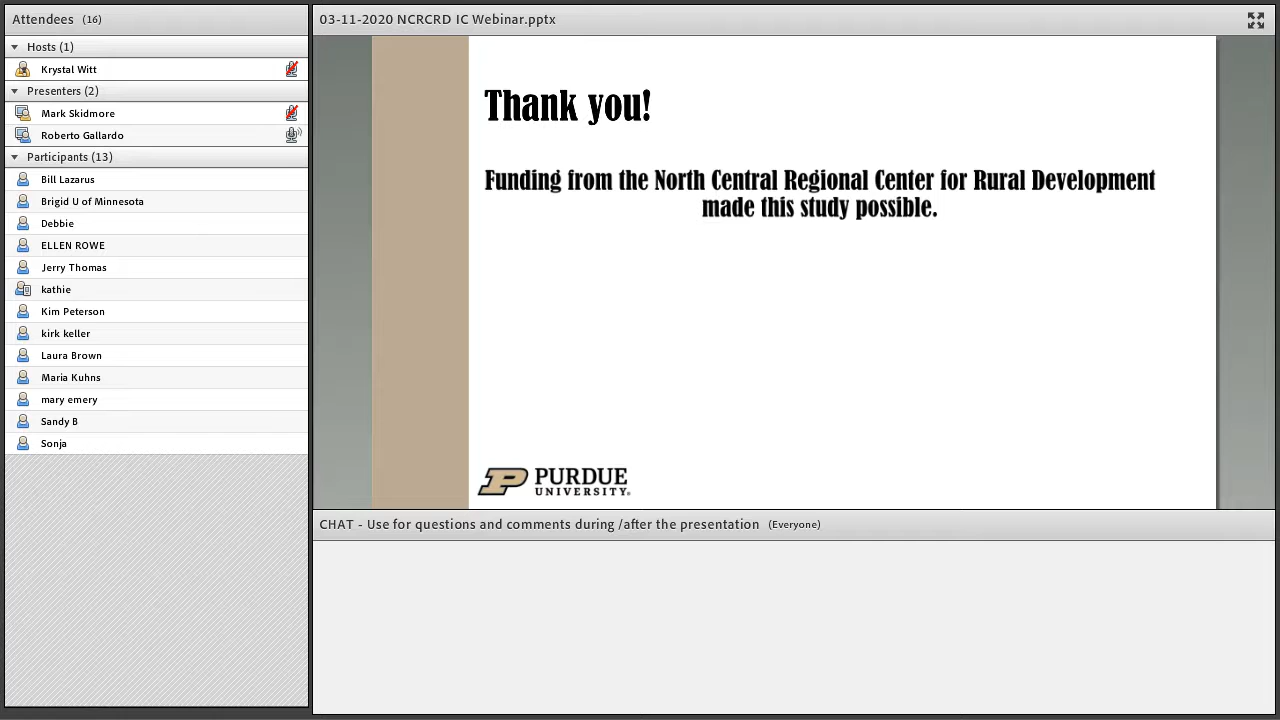 Attendees (16)
Hosts (1)
Krystal Witt
Presenters (2)
Mark Skidmore
Roberto Gallardo
Participants (13)
Bill Lazarus
Brigid U of Minnesota
Debbie
ELLEN ROWE
Jerry Thomas
kathie
Kim Peterson
kirk keller
Laura Brown
Maria Kuhns
mary emery
Sandy B
Sonja
03-11-2020 NCRCRD IC Webinar.pptx
Thank you!
Funding from the North Central Regional Center for Rural Development
made this study possible.
P PURDUE
UNIVERSITY®
CHAT - Use for questions and comments during /after the presentation (Everyone)